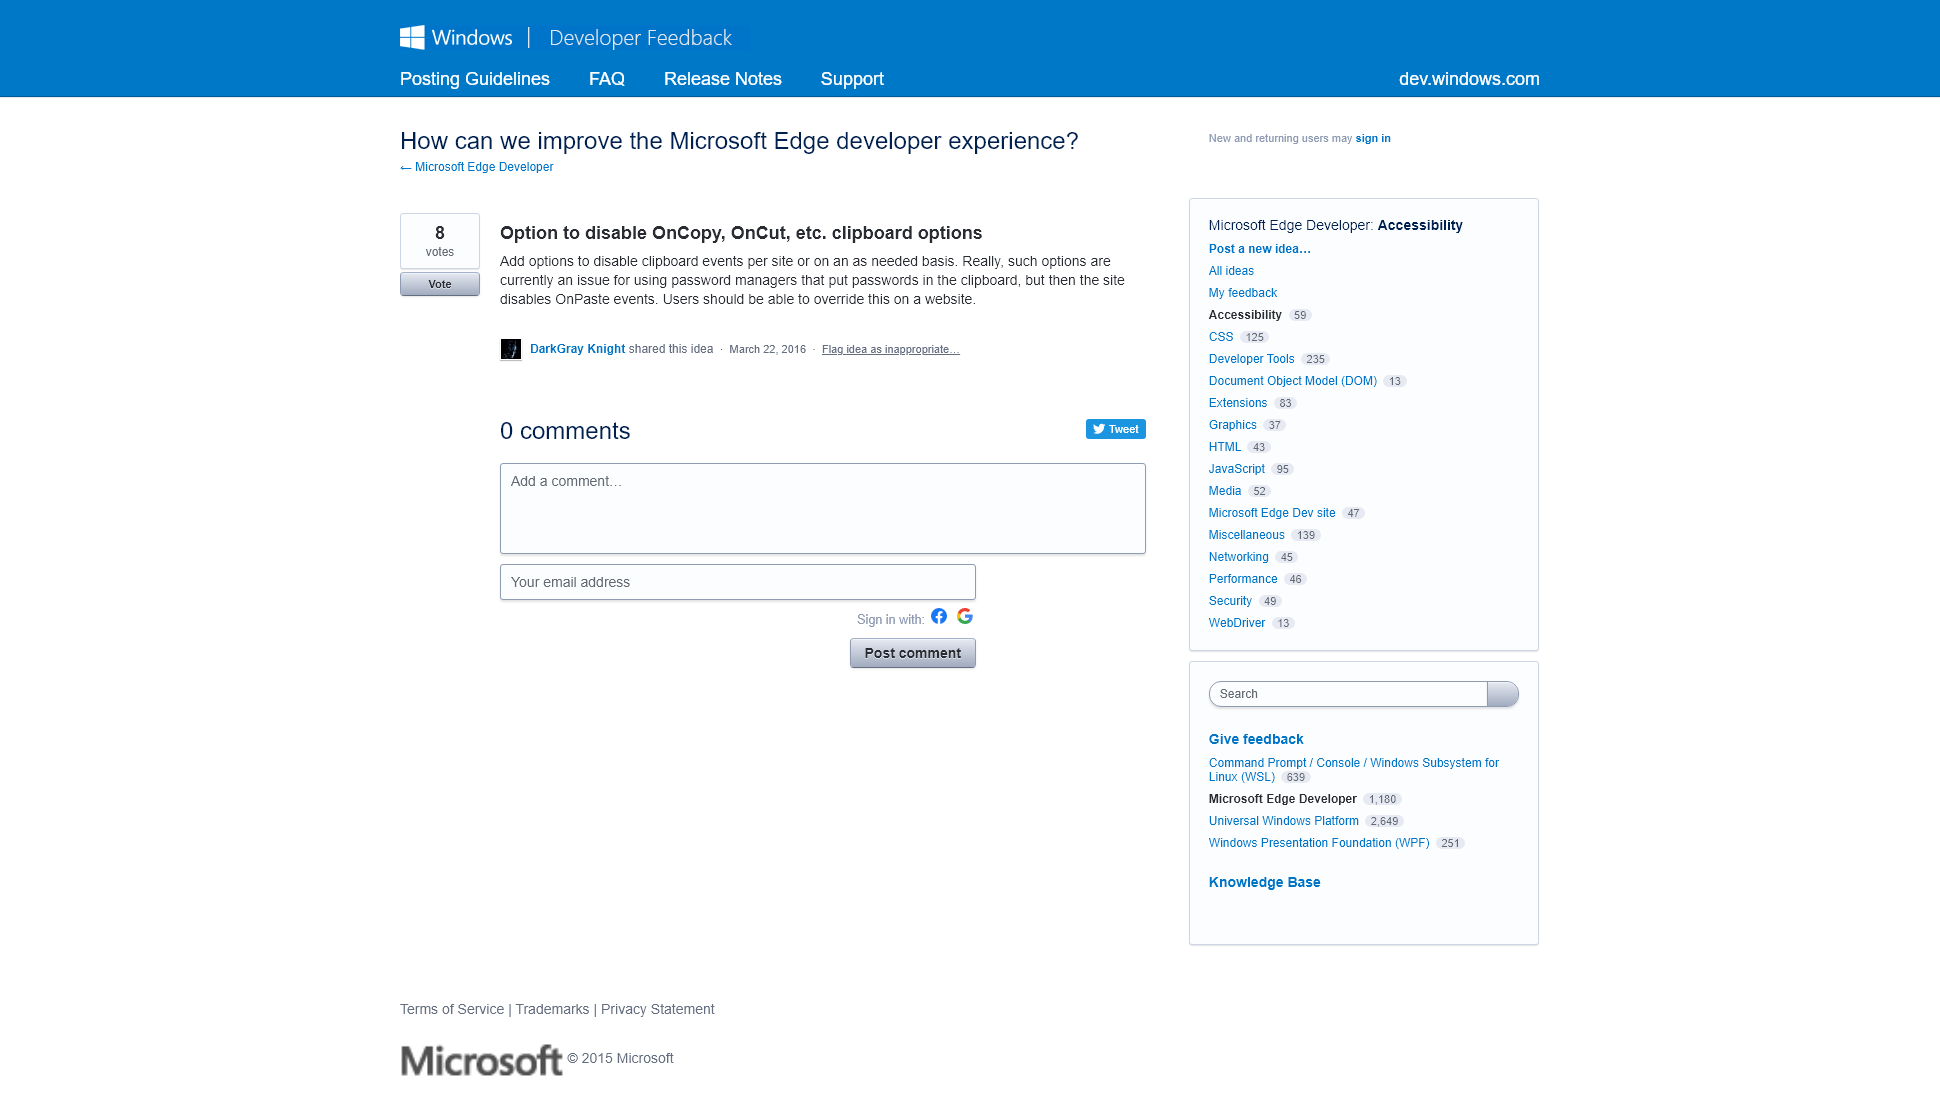 Windows | Developer Feedback
Posting Guidelines FAQ Release Notes Support dev.windows.com
How can we improve the Microsoft Edge developer experience?
← Microsoft Edge Developer
New and returning users may sign in
8
votes
Vote
Option to disable OnCopy, OnCut, etc. clipboard options
Add options to disable clipboard events per site or on an as needed basis. Really, such options are
currently an issue for using password managers that put passwords in the clipboard, but then the site
disables OnPaste events. Users should be able to override this on a website.
DarkGray Knight shared this idea · March 22, 2016 · Flag idea as inappropriate…
0 comments
Tweet
Add a comment…
Your email address
Sign in with:
Post comment
Microsoft Edge Developer: Accessibility
Post a new idea…
All ideas
My feedback
Accessibility 59
CSS 125
Developer Tools 235
Document Object Model (DOM) 13
Extensions 83
Graphics 37
HTML 43
JavaScript 95
Media 52
Microsoft Edge Dev site 47
Miscellaneous 139
Networking 45
Performance 46
Security 49
WebDriver 13
Search
Give feedback
Command Prompt / Console / Windows Subsystem for
Linux (WSL) 639
Microsoft Edge Developer 1,180
Universal Windows Platform 2,649
Windows Presentation Foundation (WPF) 251
Knowledge Base
Terms of Service | Trademarks | Privacy Statement
Microsoft © 2015 Microsoft